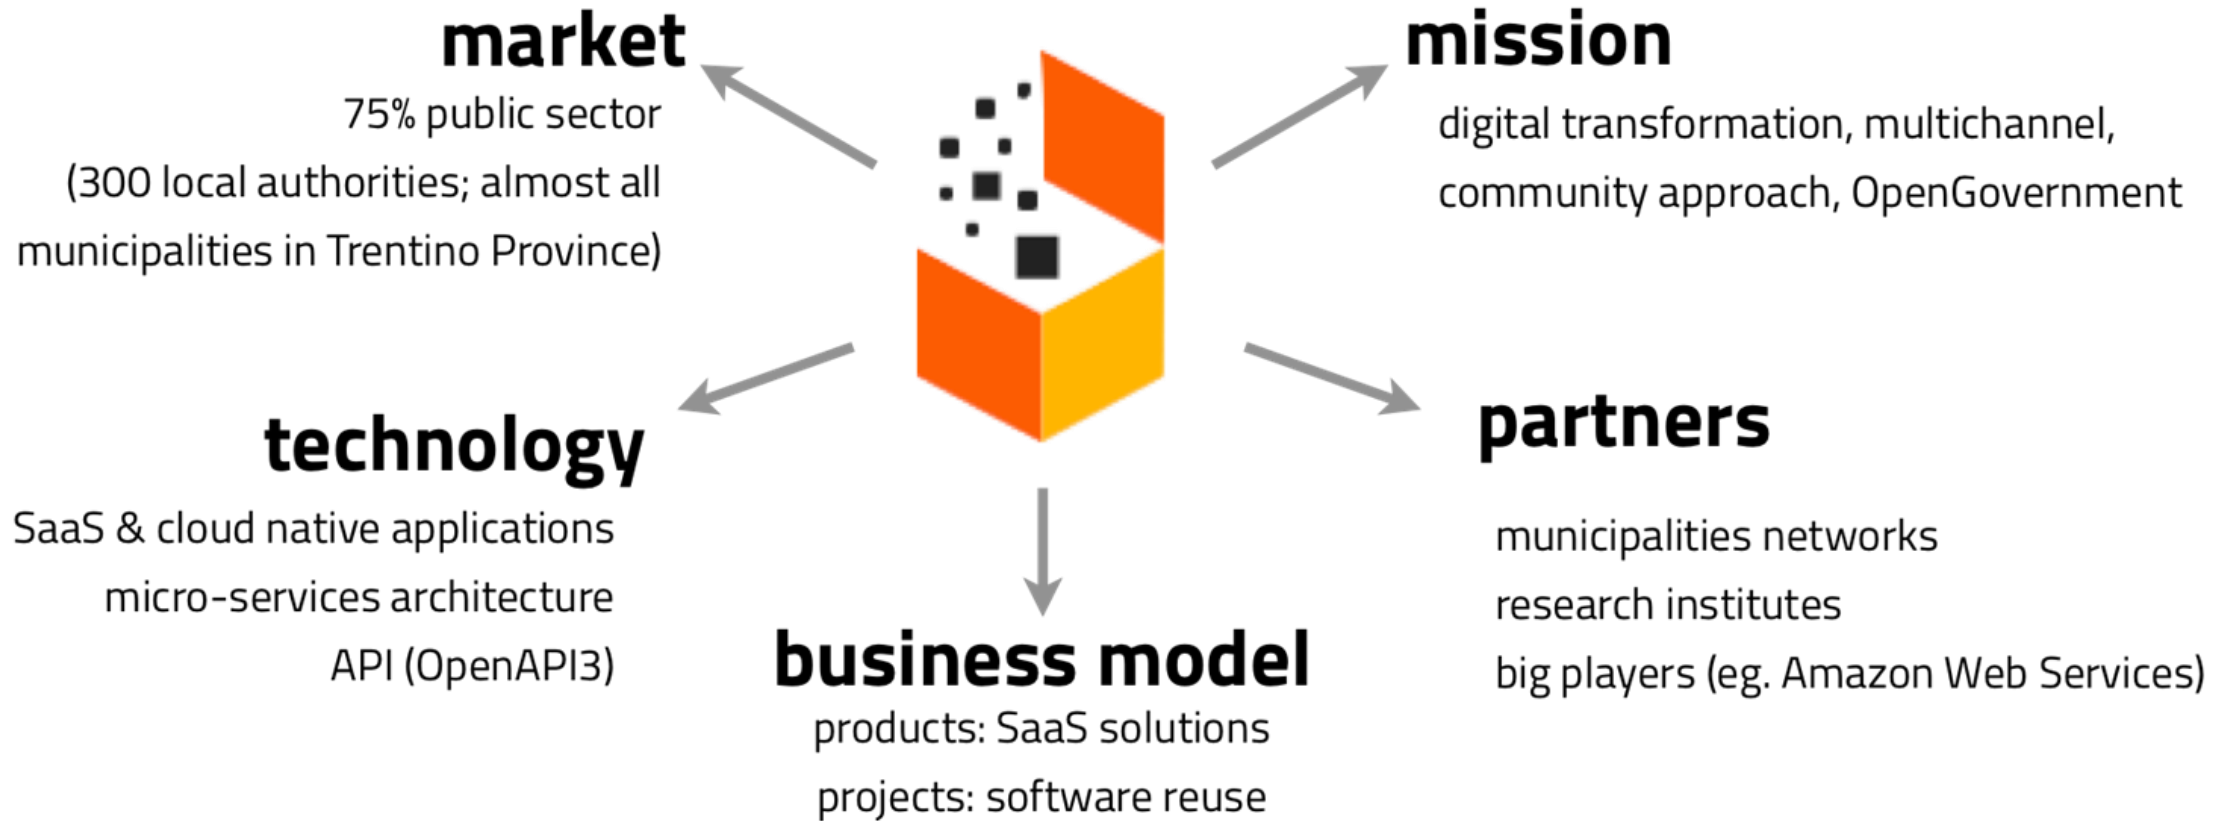 market
75% public sector
(300 local authorities; almost all
municipalities in Trentino Province)
mission
digital transformation, multichannel,
community approach, OpenGovernment
technology
SaaS & cloud native applications
micro-services architecture
API (OpenAPI3)
partners
municipalities networks
research institutes
big players (eg. Amazon Web Services)
business model
products: SaaS solutions
projects: software reuse